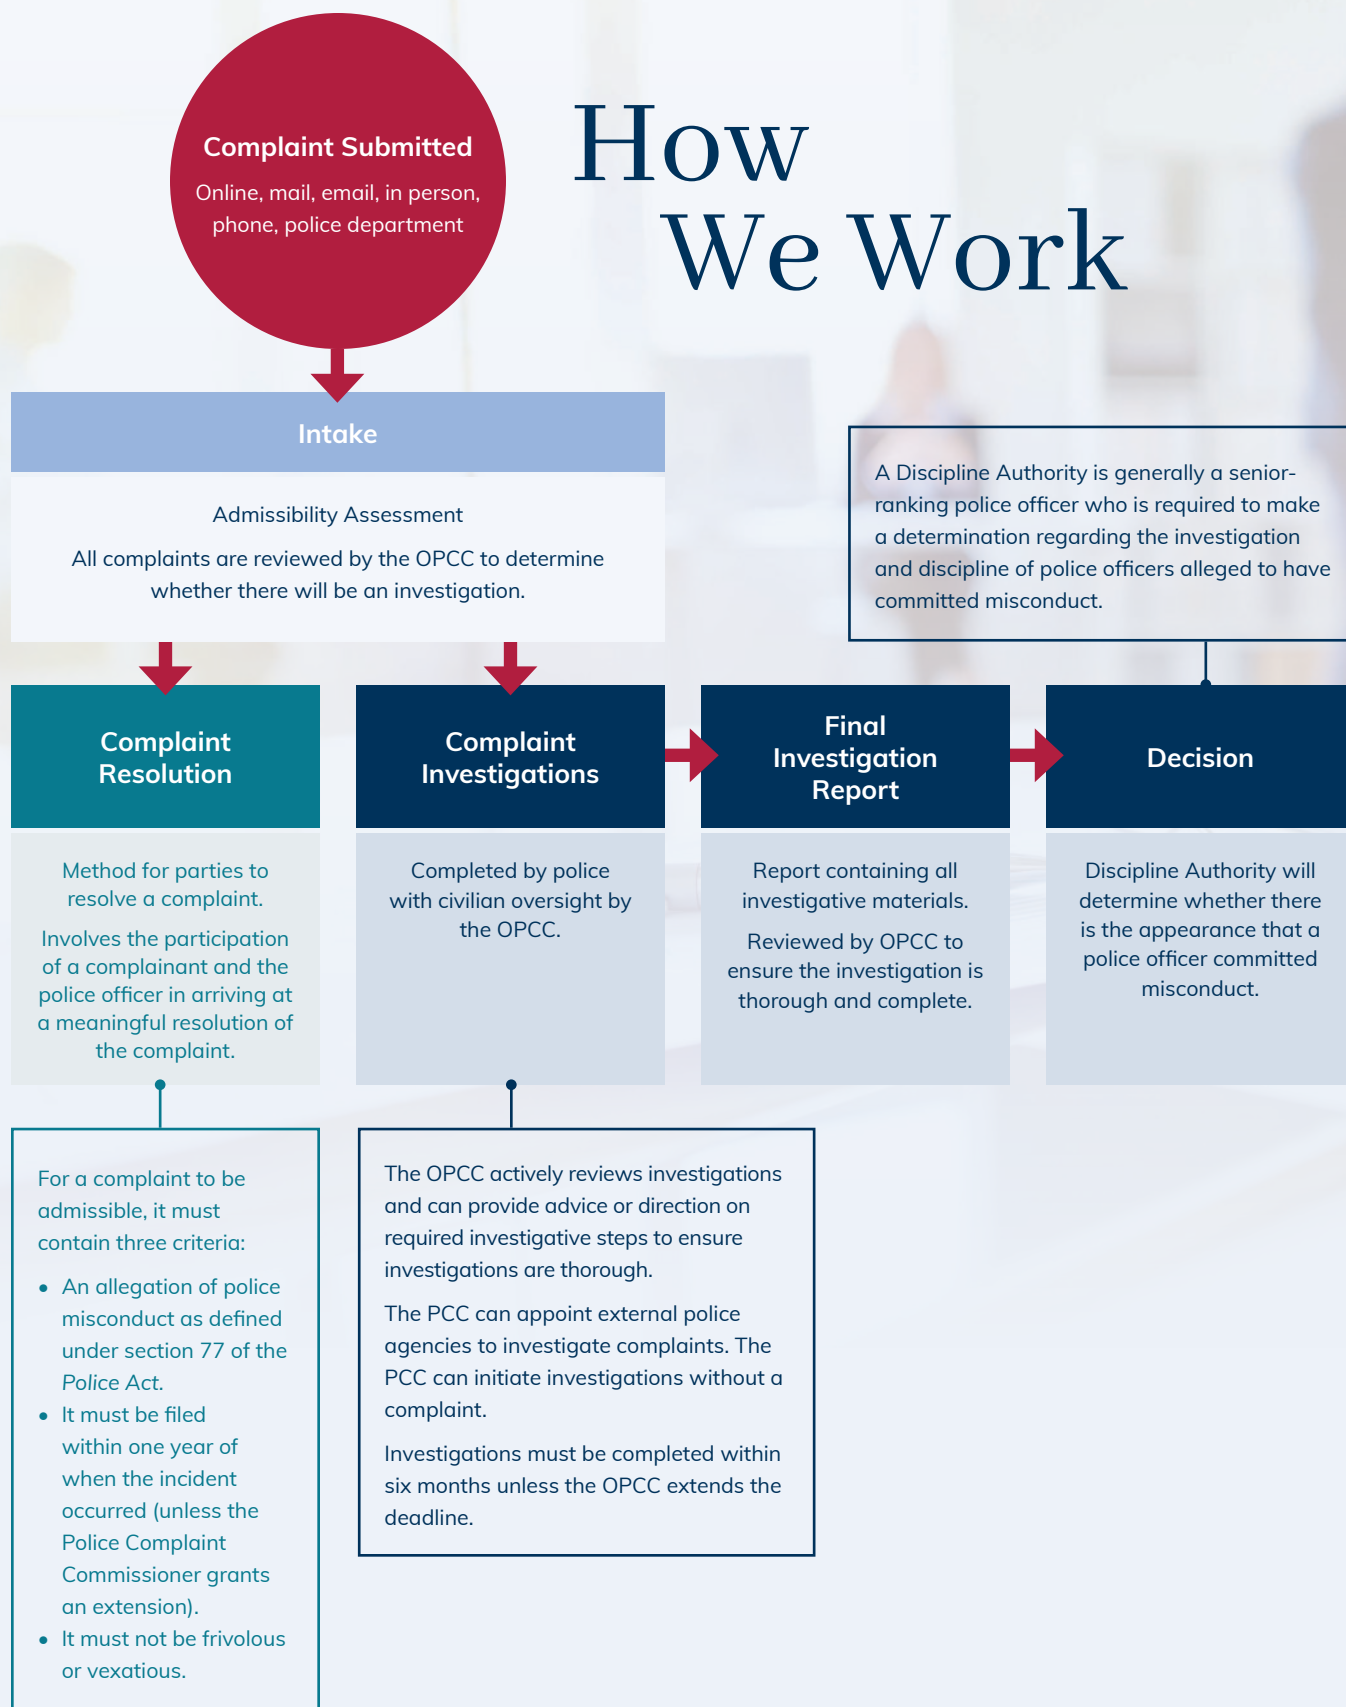 Complaint Submitted
Online, mail, email, in person,
phone, police department
How
We Work
Intake
Admissibility Assessment
All complaints are reviewed by the OPCC to determine
whether there will be an investigation.
A Discipline Authority is generally a senior-
ranking police officer who is required to make
a determination regarding the investigation
and discipline of police officers alleged to have
committed misconduct.
Complaint
Resolution
Method for parties to
resolve a complaint.
Involves the participation
of a complainant and the
police officer in arriving at
a meaningful resolution of
the complaint.
Complaint
Investigations
Completed by police
with civilian oversight by
the OPCC.
Final
Investigation
Report
Report containing all
investigative materials.
Reviewed by OPCC to
ensure the investigation is
thorough and complete.
Decision
Discipline Authority will
determine whether there
is the appearance that a
police officer committed
misconduct.
For a complaint to be
admissible, it must
contain three criteria:
• An allegation of police
misconduct as defined
under section 77 of the
Police Act.
• It must be filed
within one year of
when the incident
occurred (unless the
Police Complaint
Commissioner grants
an extension).
• It must not be frivolous
or vexatious.
The OPCC actively reviews investigations
and can provide advice or direction on
required investigative steps to ensure
investigations are thorough.
The PCC can appoint external police
agencies to investigate complaints. The
PCC can initiate investigations without a
complaint.
Investigations must be completed within
six months unless the OPCC extends the
deadline.